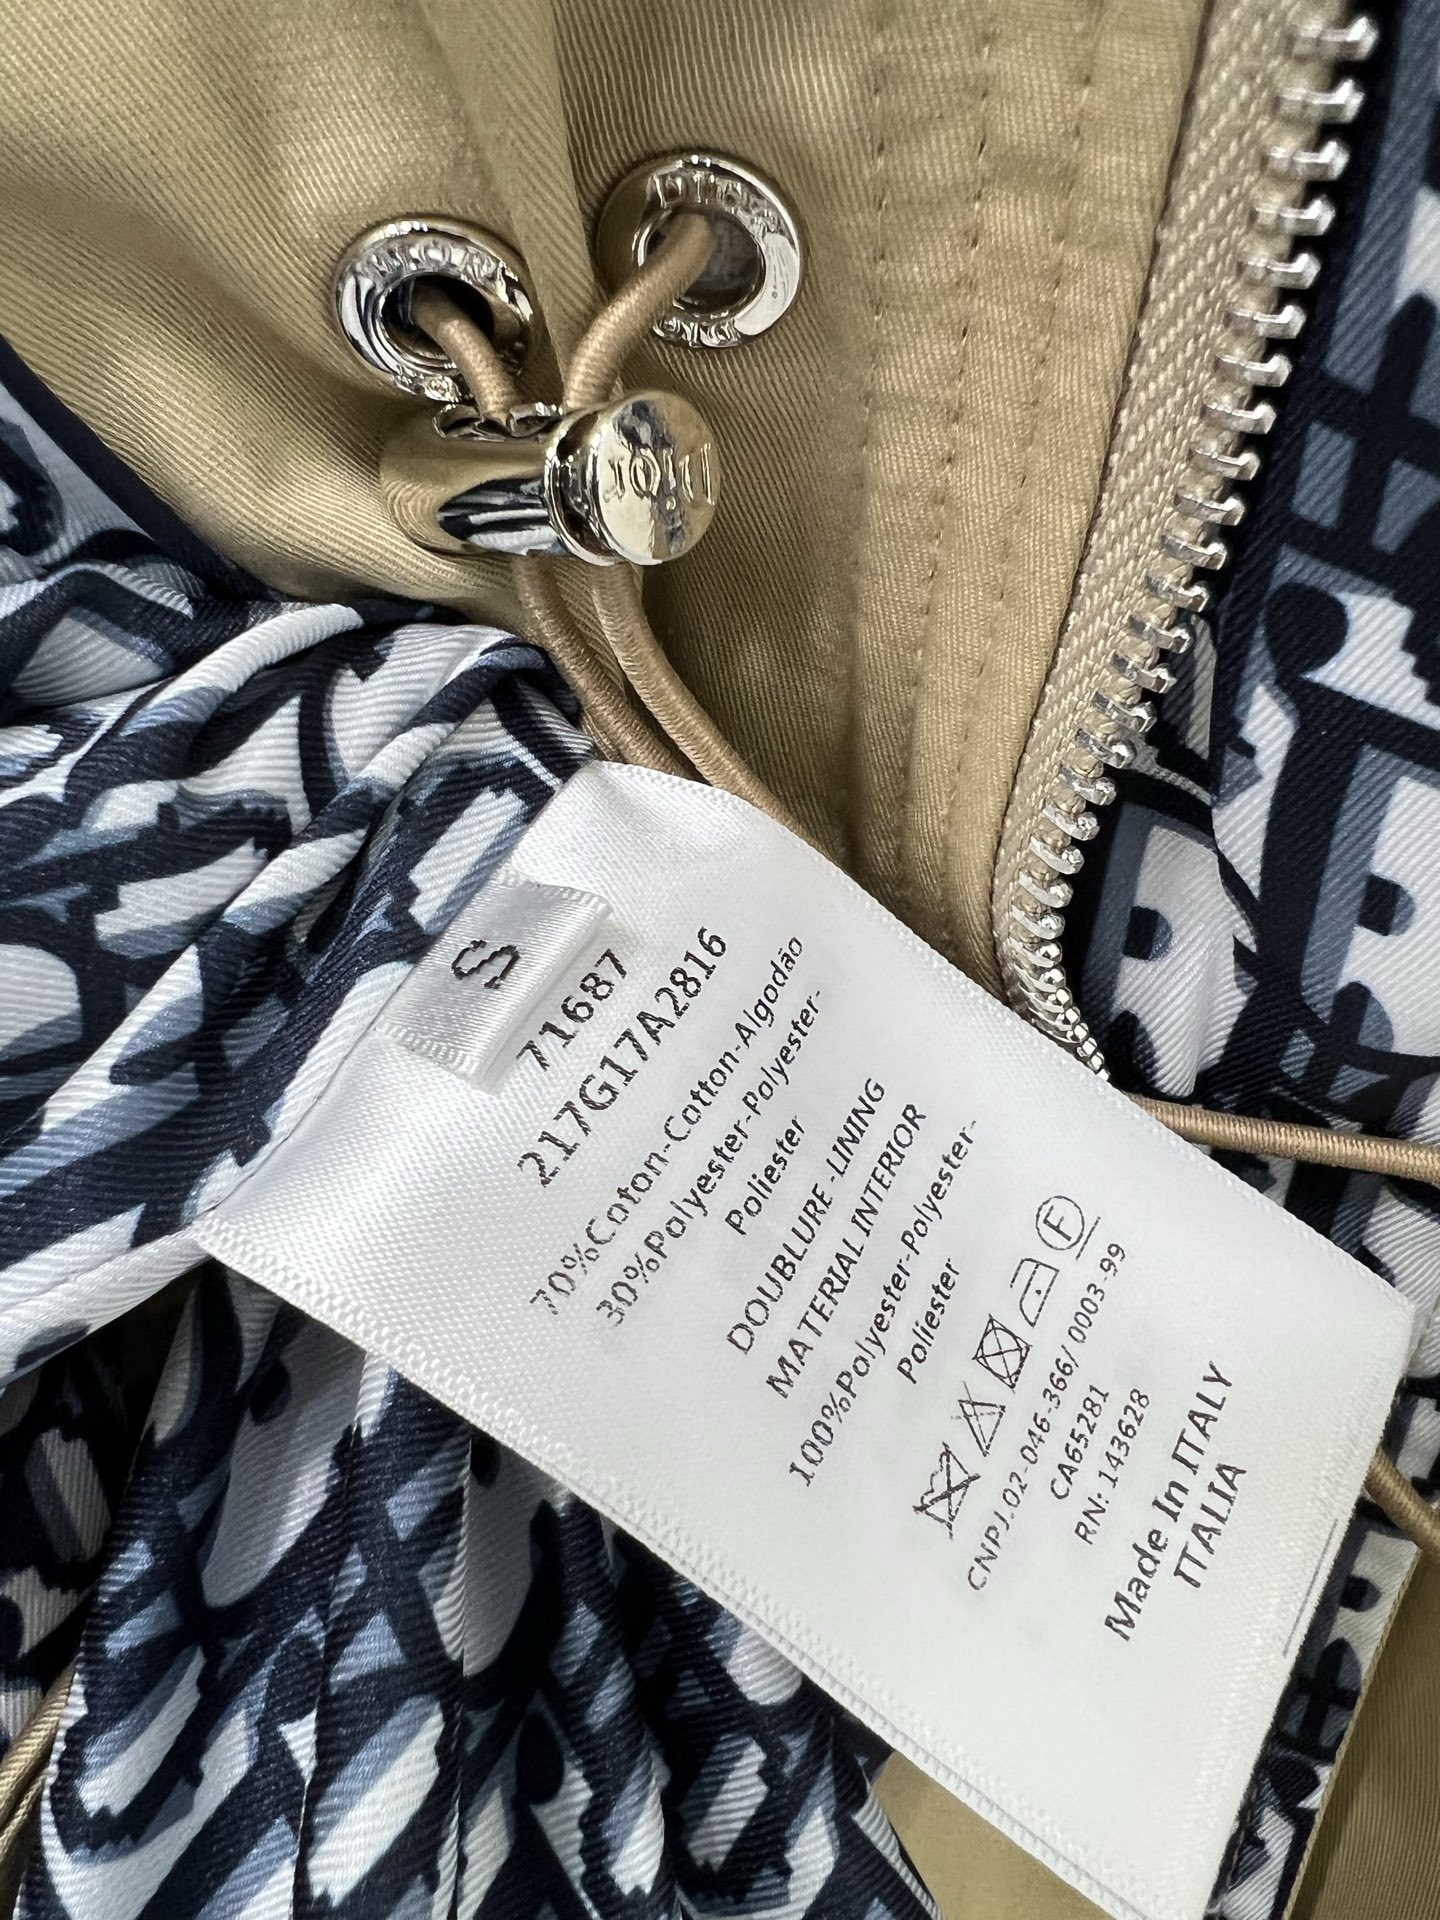 S
71687
217G17A2816
70%Coton-Cotton-Algodão
30%Polyester-Polyester-
Poliester
DOUBLURE -LINING
MATERIAL INTERIOR
100%Polyester-Polyester-
Poliester
F
CNPJ.02-046-366/ 0003-99
CA65281
RN: 143628
Made In ITALY
ITALIA